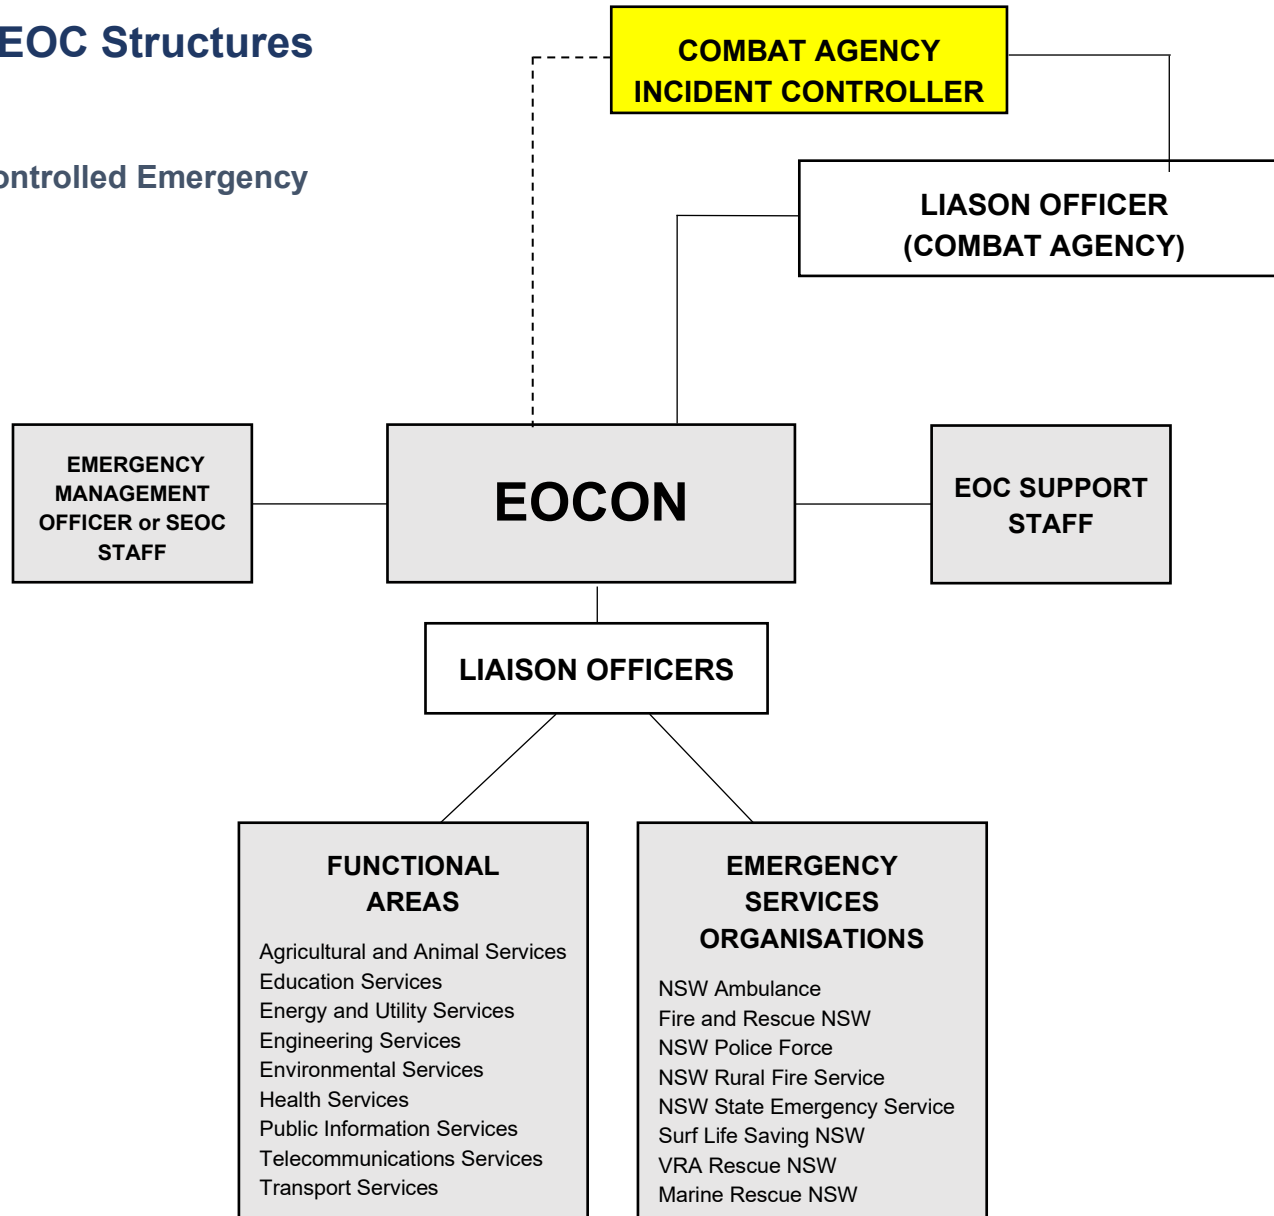 EOC Structures
ontrolled Emergency
COMBAT AGENCY
INCIDENT CONTROLLER
LIASON OFFICER
(COMBAT AGENCY)
EMERGENCY
MANAGEMENT
OFFICER or SEOC
STAFF
EOCON
EOC SUPPORT
STAFF
LIAISON OFFICERS
FUNCTIONAL
AREAS
Agricultural and Animal Services
Education Services
Energy and Utility Services
Engineering Services
Environmental Services
Health Services
Public Information Services
Telecommunications Services
Transport Services
EMERGENCY
SERVICES
ORGANISATIONS
NSW Ambulance
Fire and Rescue NSW
NSW Police Force
NSW Rural Fire Service
NSW State Emergency Service
Surf Life Saving NSW
VRA Rescue NSW
Marine Rescue NSW